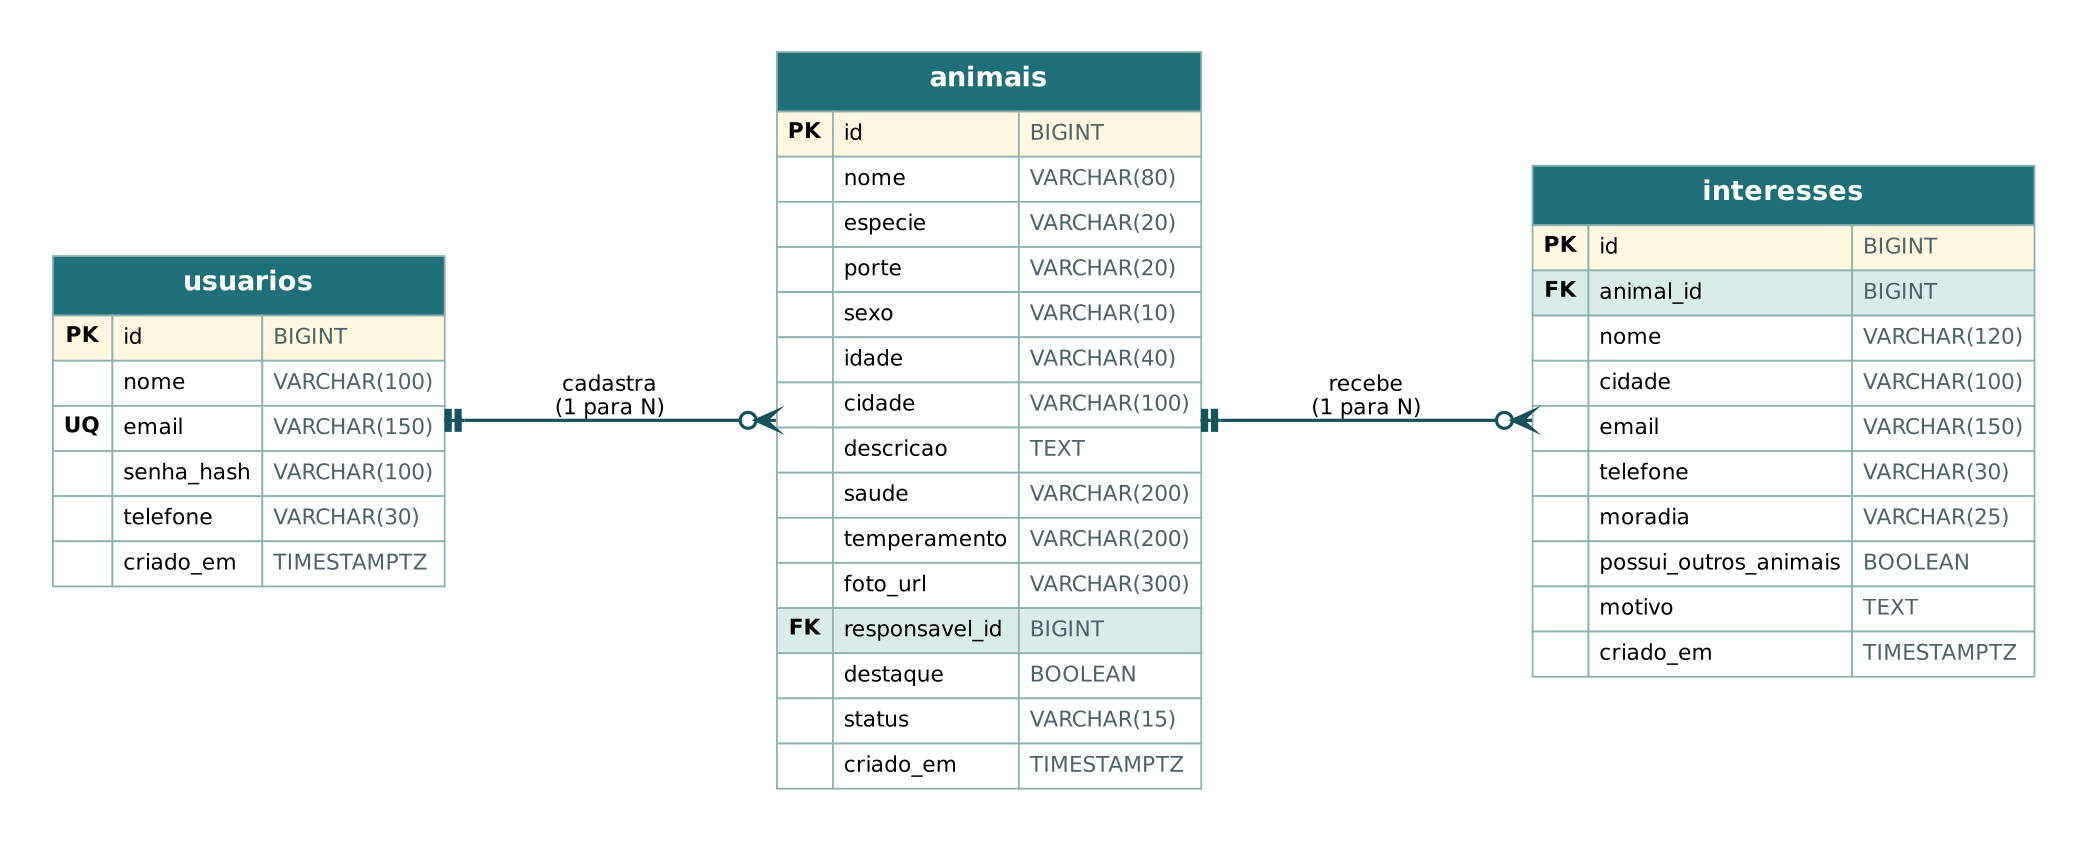 usuarios
PK id BIGINT
nome VARCHAR(100)
UQ email VARCHAR(150)
senha_hash VARCHAR(100)
telefone VARCHAR(30)
criado_em TIMESTAMPTZ
cadastra
(1 para N)
animais
PK id BIGINT
nome VARCHAR(80)
especie VARCHAR(20)
porte VARCHAR(20)
sexo VARCHAR(10)
idade VARCHAR(40)
cidade VARCHAR(100)
descricao TEXT
saude VARCHAR(200)
temperamento VARCHAR(200)
foto_url VARCHAR(300)
FK responsavel_id BIGINT
destaque BOOLEAN
status VARCHAR(15)
criado_em TIMESTAMPTZ
recebe
(1 para N)
interesses
PK id BIGINT
FK animal_id BIGINT
nome VARCHAR(120)
cidade VARCHAR(100)
email VARCHAR(150)
telefone VARCHAR(30)
moradia VARCHAR(25)
possui_outros_animais BOOLEAN
motivo TEXT
criado_em TIMESTAMPTZ